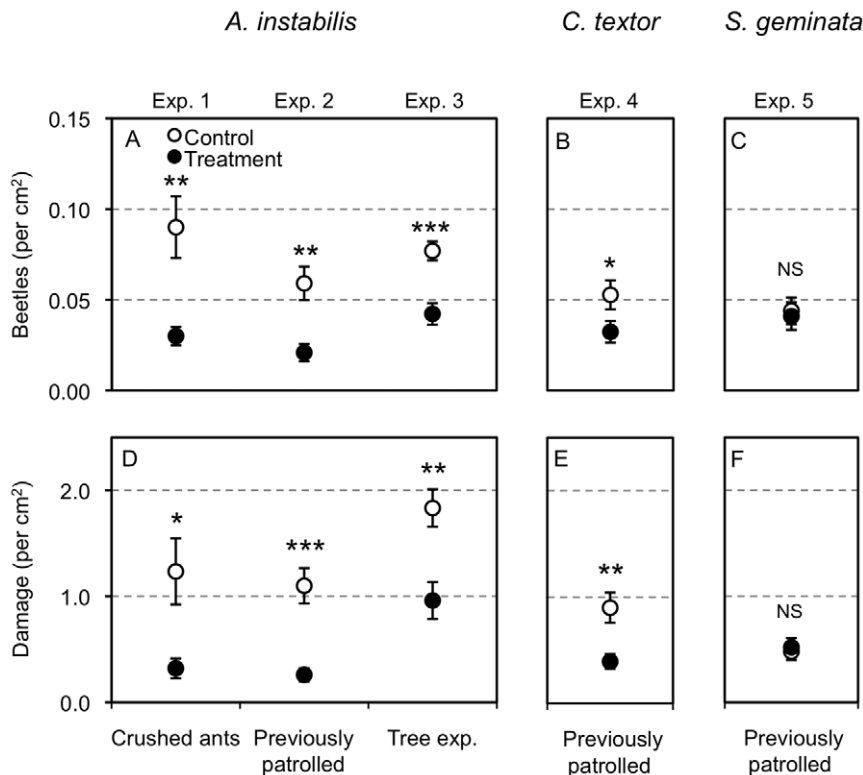 A. instabilis C. textor S. geminata
Exp. 1 Exp. 2 Exp. 3 Exp. 4 Exp. 5
0.15
A Control B C
Treatment
**
0.10
***
**
*
NS
0.05
0.00
Beetles (per cm²)
D E F
2.0
**
*
***
**
1.0
NS
0.0
Damage (per cm²)
Crushed ants Previously patrolled Tree exp. Previously patrolled Previously patrolled